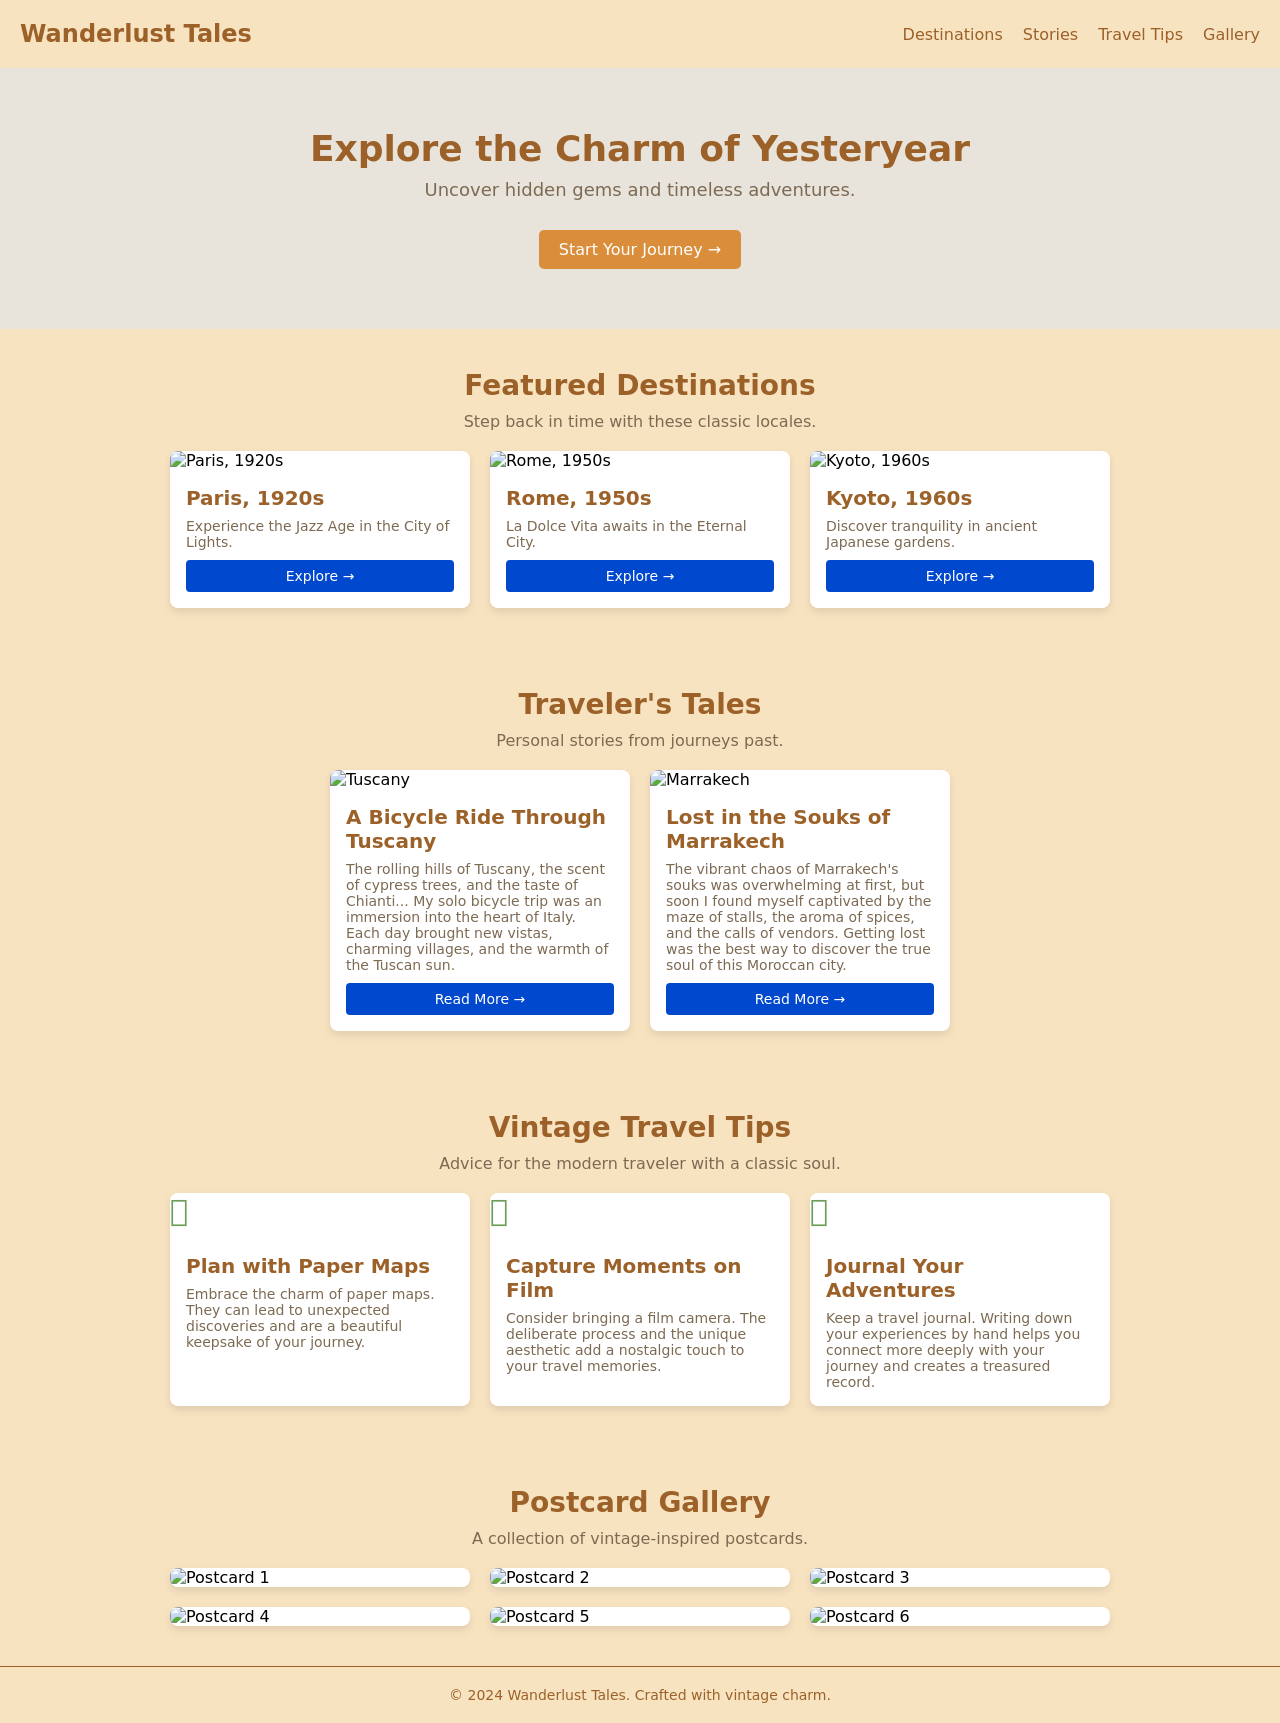 Wanderlust Tales
Destinations
Stories
Travel Tips
Gallery
Explore the Charm of Yesteryear
Uncover hidden gems and timeless adventures.
Start Your Journey →
Featured Destinations
Step back in time with these classic locales.
Paris, 1920s
Paris, 1920s
Experience the Jazz Age in the City of
Lights.
Explore →
Rome, 1950s
Rome, 1950s
La Dolce Vita awaits in the Eternal
City.
Explore →
Kyoto, 1960s
Kyoto, 1960s
Discover tranquility in ancient
Japanese gardens.
Explore →
Traveler's Tales
Personal stories from journeys past.
Tuscany
A Bicycle Ride Through
Tuscany
The rolling hills of Tuscany, the scent
of cypress trees, and the taste of
Chianti... My solo bicycle trip was an
immersion into the heart of Italy.
Each day brought new vistas,
charming villages, and the warmth of
the Tuscan sun.
Read More →
Marrakech
Lost in the Souks of
Marrakech
The vibrant chaos of Marrakech's
souks was overwhelming at first, but
soon I found myself captivated by the
maze of stalls, the aroma of spices,
and the calls of vendors. Getting lost
was the best way to discover the true
soul of this Moroccan city.
Read More →
Vintage Travel Tips
Advice for the modern traveler with a classic soul.
Plan with Paper Maps
Embrace the charm of paper maps.
They can lead to unexpected
discoveries and are a beautiful
keepsake of your journey.
Capture Moments on
Film
Consider bringing a film camera. The
deliberate process and the unique
aesthetic add a nostalgic touch to
your travel memories.
Journal Your
Adventures
Keep a travel journal. Writing down
your experiences by hand helps you
connect more deeply with your
journey and creates a treasured
record.
Postcard Gallery
A collection of vintage-inspired postcards.
Postcard 1
Postcard 2
Postcard 3
Postcard 4
Postcard 5
Postcard 6
© 2024 Wanderlust Tales. Crafted with vintage charm.